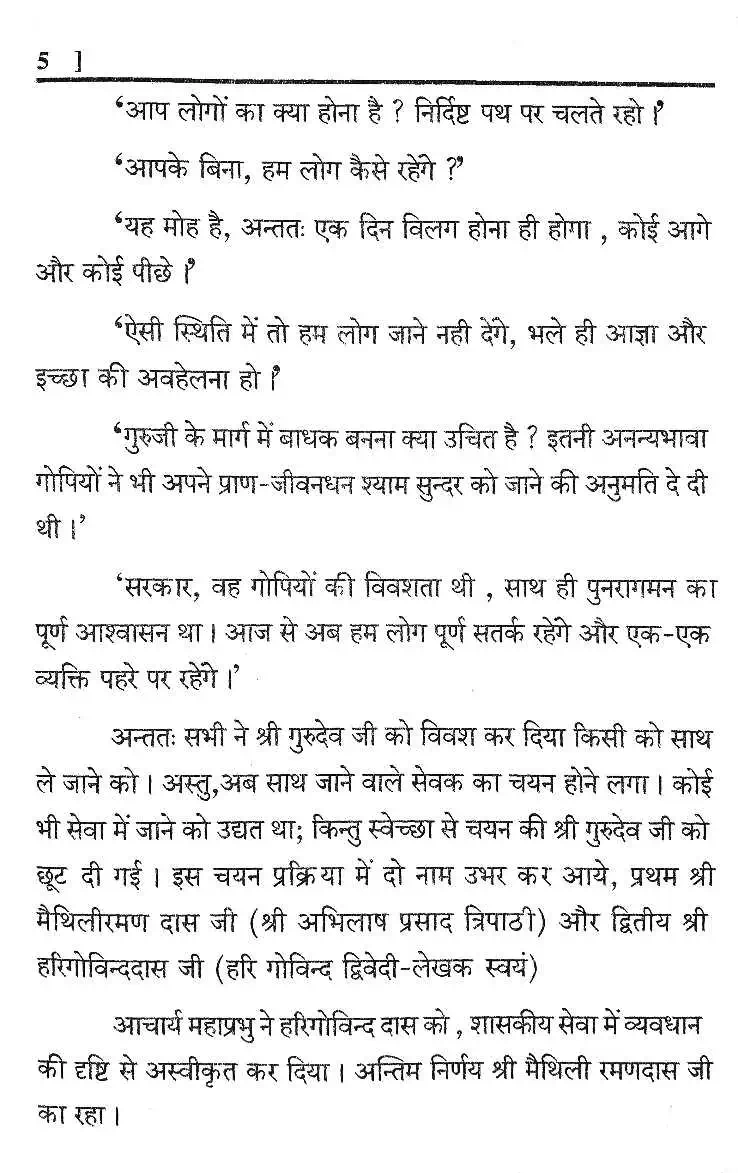 5 ]
‘आप लोगों का क्या होना है ? निर्दिष्ट पथ पर चलते रहो।’
‘आपके बिना, हम लोग कैसे रहेंगे ?’
‘यह मोह है, अन्ततः एक दिन विलग होना ही होगा , कोई आगे
और कोई पीछे।’
‘ऐसी स्थिति में तो हम लोग जाने नही देंगे, भले ही आज्ञा और
इच्छा की अवहेलना हो।’
‘गुरुजी के मार्ग में बाधक बनना क्या उचित है ? इतनी अनन्यभावा
गोपियों ने भी अपने प्राण-जीवनधन श्याम सुन्दर को जाने की अनुमति दे दी
थी।’
‘सरकार, वह गोपियों की विवशता थी , साथ ही पुनरागमन का
पूर्ण आश्वासन था। आज से अब हम लोग पूर्ण सतर्क रहेंगे और एक-एक
व्यक्ति पहरे पर रहेंगे।’
अन्ततः सभी ने श्री गुरुदेव जी को विवश कर दिया किसी को साथ
ले जाने को। अस्तु,अब साथ जाने वाले सेवक का चयन होने लगा। कोई
भी सेवा में जाने को उद्यत था; किन्तु स्वेच्छा से चयन की श्री गुरुदेव जी को
छूट दी गई। इस चयन प्रक्रिया में दो नाम उभर कर आये, प्रथम श्री
मैथिलीरमण दास जी (श्री अभिलाष प्रसाद त्रिपाठी) और द्वितीय श्री
हरिगोविन्ददास जी (हरि गोविन्द द्विवेदी-लेखक स्वयं)
आचार्य महाप्रभु ने हरिगोविन्द दास को , शासकीय सेवा में व्यवधान
की दृष्टि से अस्वीकृत कर दिया। अन्तिम निर्णय श्री मैथिली रमणदास जी
का रहा।